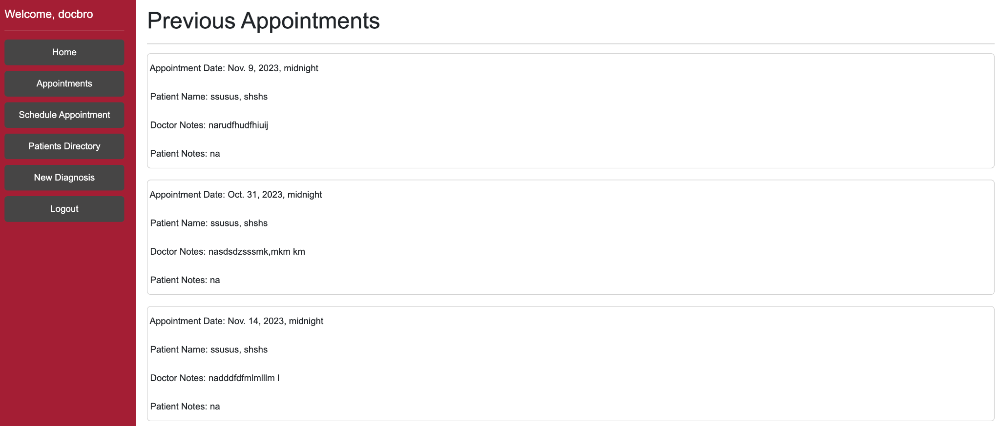 Welcome, docbro
Home
Appointments
Schedule Appointment
Patients Directory
New Diagnosis
Logout
Previous Appointments
Appointment Date: Nov. 9, 2023, midnight
Patient Name: ssusus, shshs
Doctor Notes: narudfhudfhiuij
Patient Notes: na
Appointment Date: Oct. 31, 2023, midnight
Patient Name: ssusus, shshs
Doctor Notes: nasdsdzsssmk,mkm km
Patient Notes: na
Appointment Date: Nov. 14, 2023, midnight
Patient Name: ssusus, shshs
Doctor Notes: nadddfdfmlmlllm l
Patient Notes: na